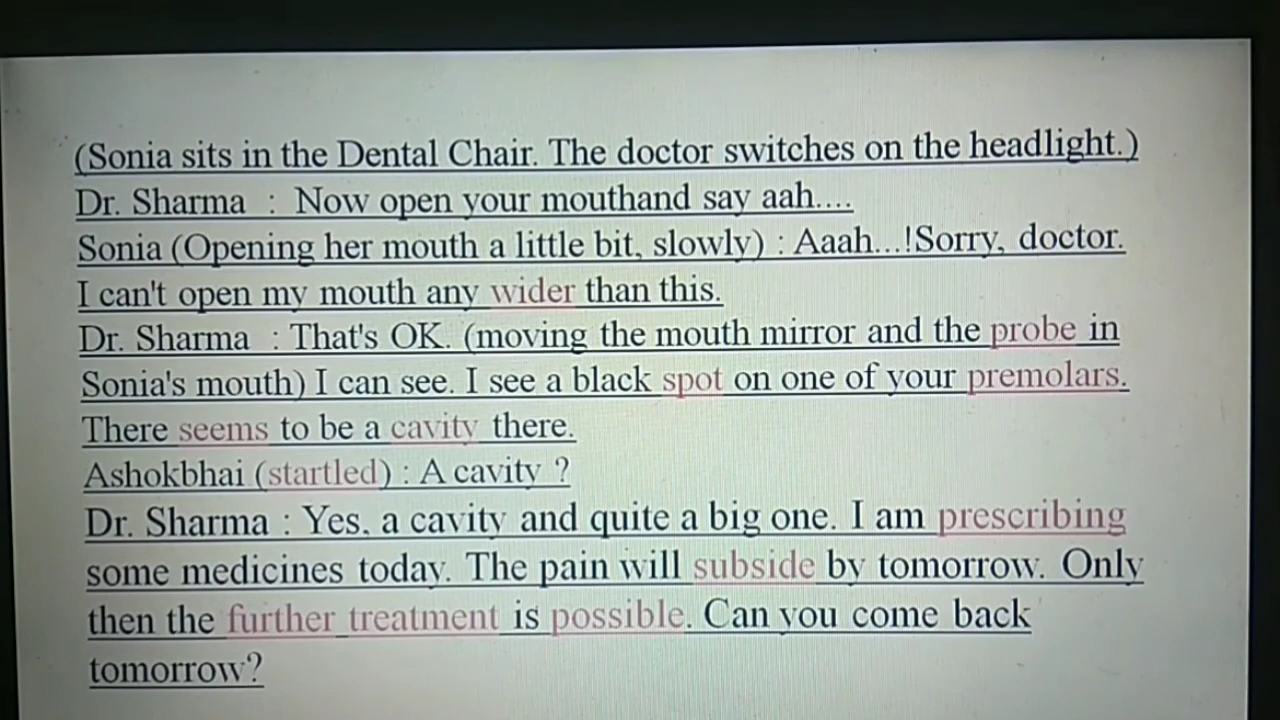 (Sonia sits in the Dental Chair. The doctor switches on the headlight.)
Dr. Sharma : Now open your mouthand say aah....
Sonia (Opening her mouth a little bit, slowly) : Aaah...!Sorry, doctor.
I can't open my mouth any wider than this.
Dr. Sharma : That's OK. (moving the mouth mirror and the probe in
Sonia's mouth) I can see. I see a black spot on one of your premolars.
There seems to be a cavity there.
Ashokbhai (startled) : A cavity ?
Dr. Sharma : Yes, a cavity and quite a big one. I am prescribing
some medicines today. The pain will subside by tomorrow. Only
then the further treatment is possible. Can you come back
tomorrow?